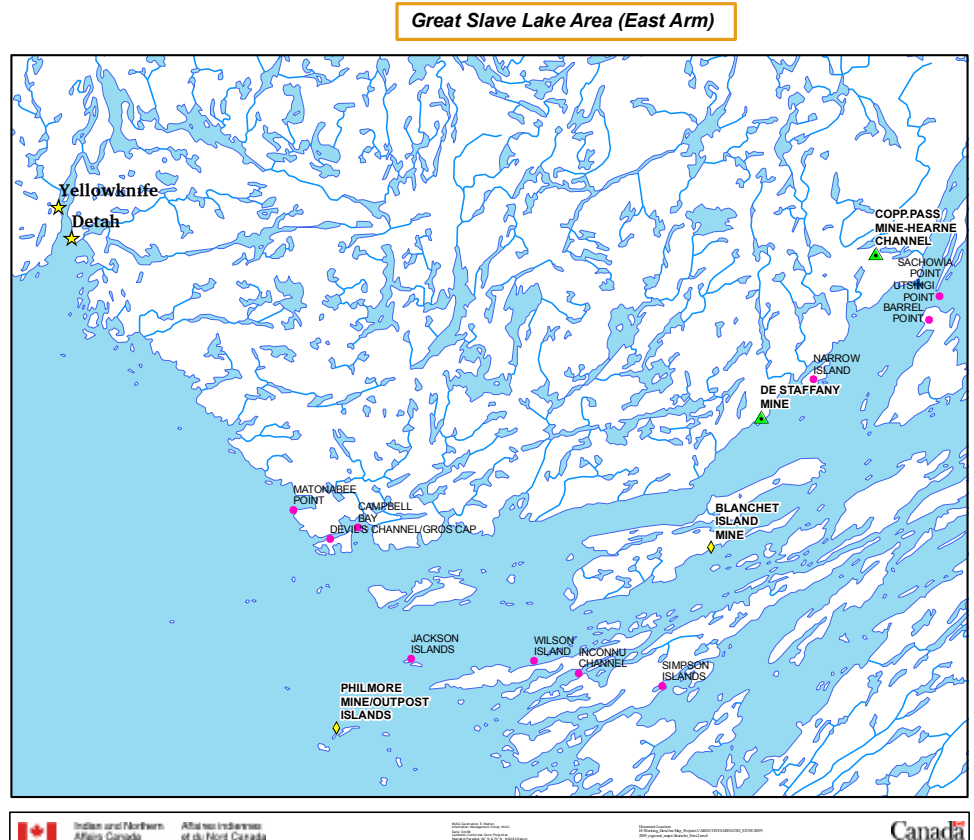 Great Slave Lake Area (East Arm)
Yellowknife
Detah
COPP.PASS
MINE-HEARNE
CHANNEL
SACHOWIA
POINT
UTSINGI
POINT
BARREL
POINT
NARROW
ISLAND
DE STAFFANY
MINE
MATONABEE
POINT
CAMPBELL
BAY
DEVILS CHANNEL/GROS CAP
BLANCHET
ISLAND
MINE
JACKSON
ISLANDS
WILSON
ISLAND
INCONNU
CHANNEL
SIMPSON
ISLANDS
PHILMORE
MINE/OUTPOST
ISLANDS
Indian and Northern
Affairs Canada
Affaires indiennes
et du Nord Canada
Canada